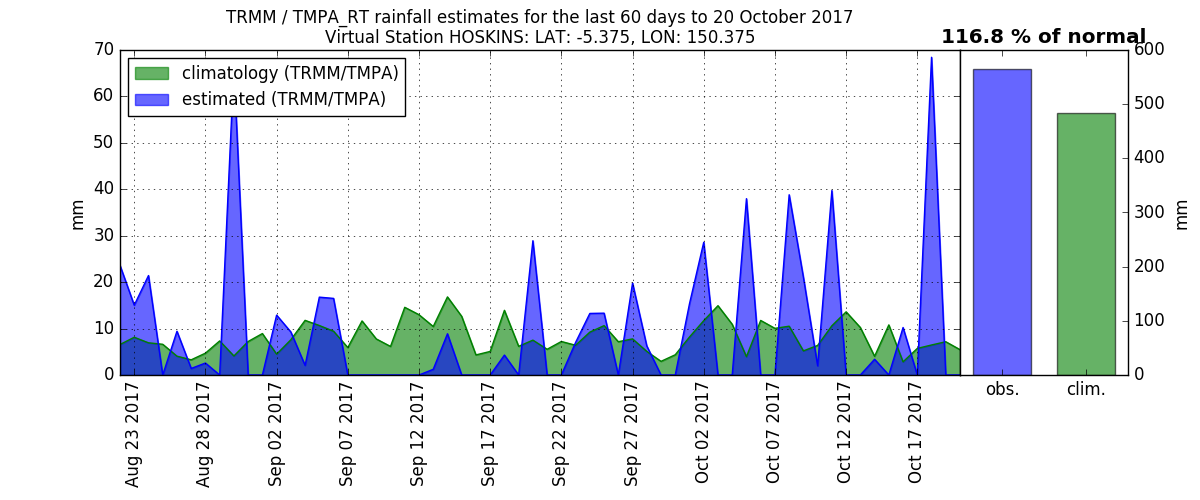 TRMM / TMPA_RT rainfall estimates for the last 60 days to 20 October 2017
Virtual Station HOSKINS: LAT: -5.375, LON: 150.375
116.8 % of normal
climatology (TRMM/TMPA)
estimated (TRMM/TMPA)
70
60
50
40
30
20
10
0
mm
Aug 23 2017
Aug 28 2017
Sep 02 2017
Sep 07 2017
Sep 12 2017
Sep 17 2017
Sep 22 2017
Sep 27 2017
Oct 02 2017
Oct 07 2017
Oct 12 2017
Oct 17 2017
obs.
clim.
600
500
400
300
200
100
0
mm